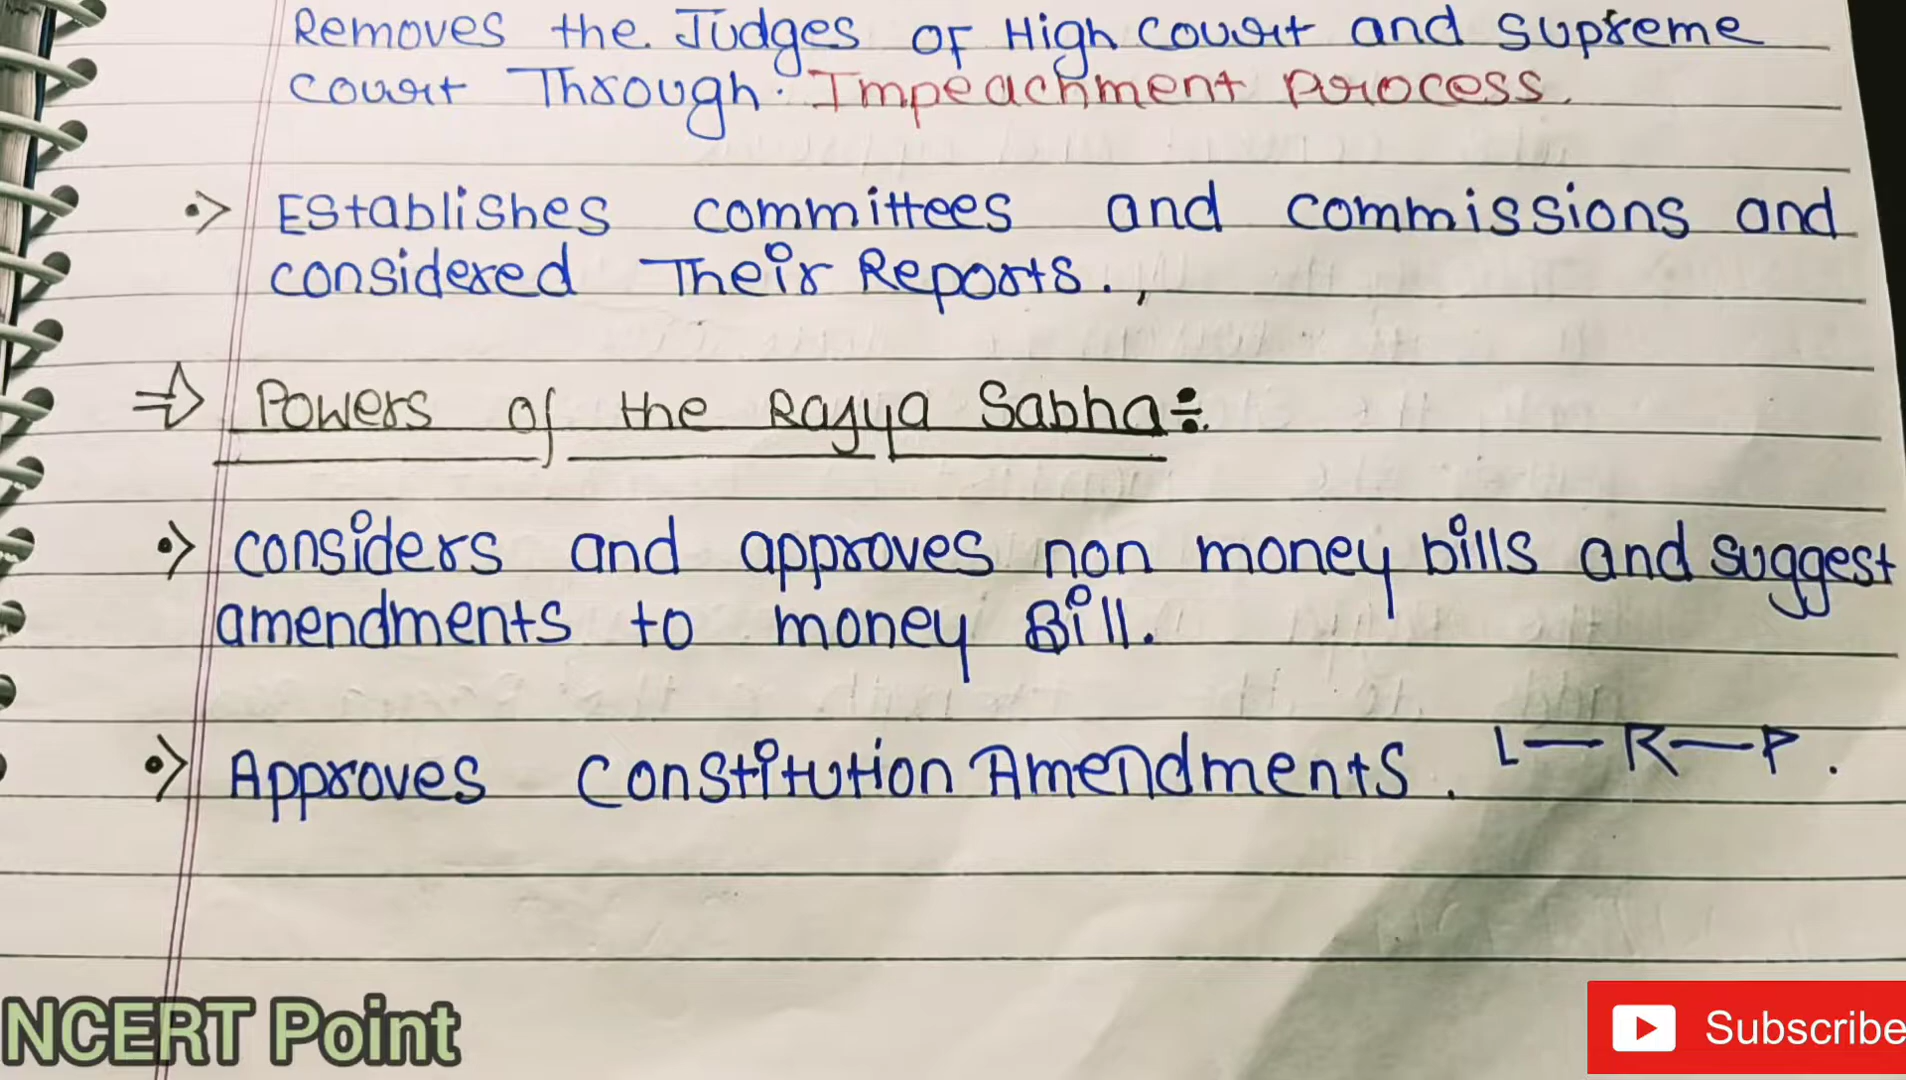 Removes the Judges of High Court and Supreme
Court Through. Impeachment Process.
•> Establishes committees and commissions and
considered Their Reports.,
⇒ Powers of the Rajya Sabha÷
•> considers and approves non money bills and suggest
amendments to money Bill.
•> Approves Constitution Amendments. L—R—P.
NCERT Point
Subscribe